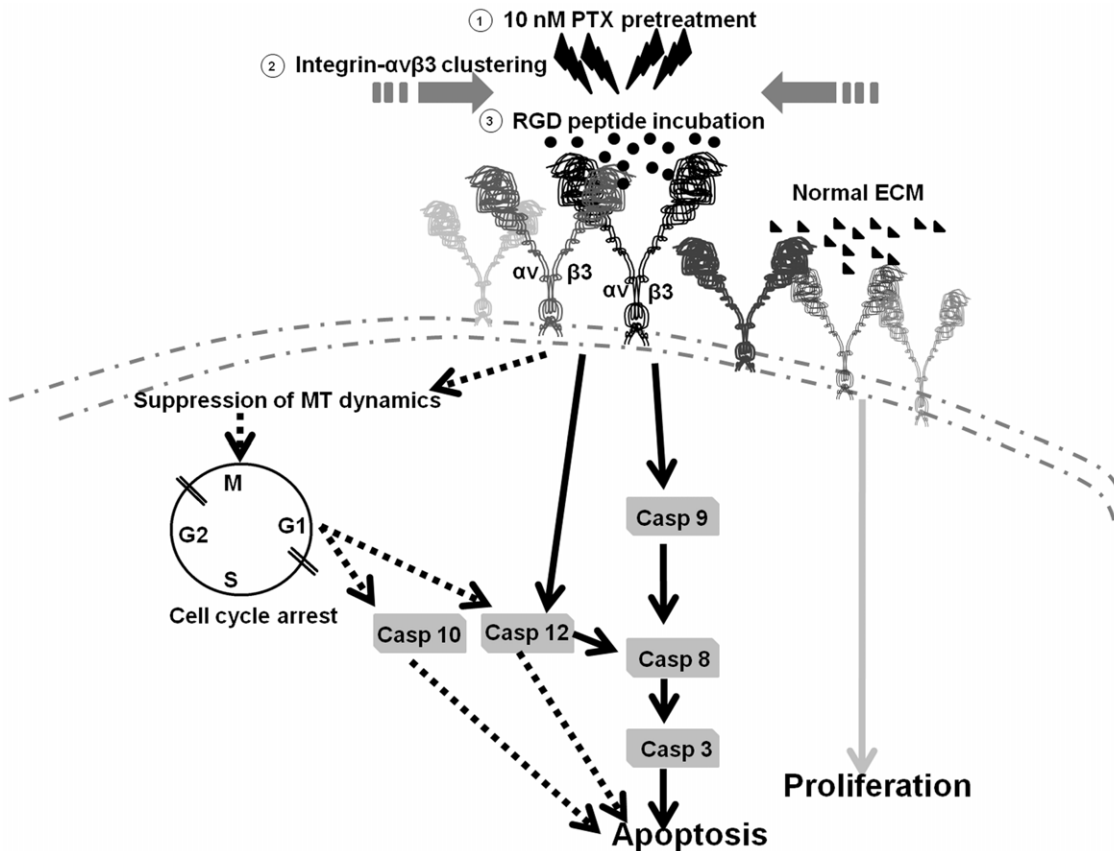 1 10 nM PTX pretreatment
2 Integrin-αvβ3 clustering
3 RGD peptide incubation
Normal ECM
αv β3
αv β3
Suppression of MT dynamics
M
G2 G1
S
Cell cycle arrest
Casp 9
Casp 10
Casp 12
Casp 8
Casp 3
Proliferation
Apoptosis